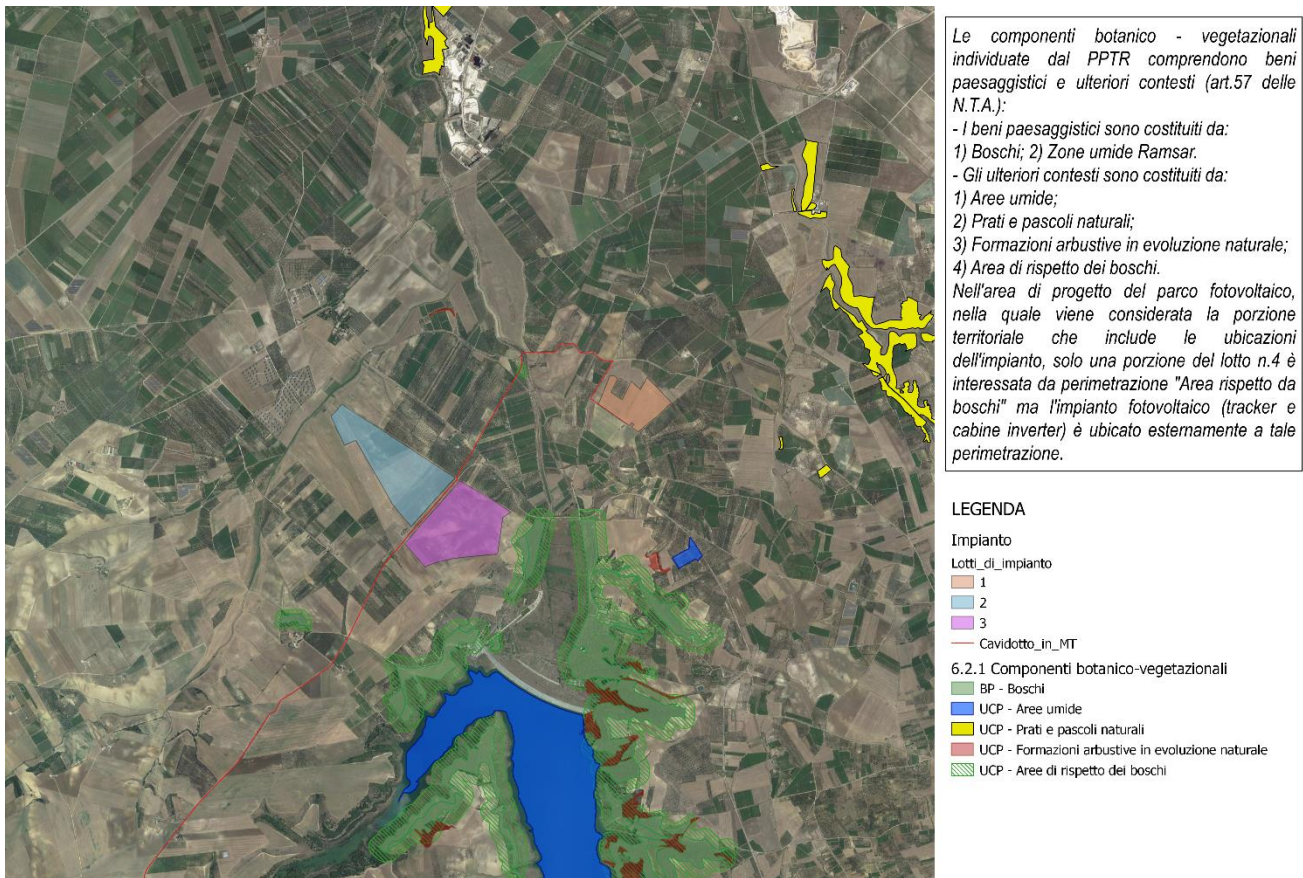 Le componenti botanico - vegetazionali
individuate dal PPTR comprendono beni
paesaggistici e ulteriori contesti (art.57 delle
N.T.A.):
- I beni paesaggistici sono costituiti da:
1) Boschi; 2) Zone umide Ramsar.
- Gli ulteriori contesti sono costituiti da:
1) Aree umide;
2) Prati e pascoli naturali;
3) Formazioni arbustive in evoluzione naturale;
4) Area di rispetto dei boschi.
Nell'area di progetto del parco fotovoltaico,
nella quale viene considerata la porzione
territoriale che include le ubicazioni
dell'impianto, solo una porzione del lotto n.4 è
interessata da perimetrazione "Area rispetto da
boschi" ma l'impianto fotovoltaico (tracker e
cabine inverter) è ubicato esternamente a tale
perimetrazione.
LEGENDA
Impianto
Lotti_di_impianto
1
2
3
Cavidotto_in_MT
6.2.1 Componenti botanico-vegetazionali
BP - Boschi
UCP - Aree umide
UCP - Prati e pascoli naturali
UCP - Formazioni arbustive in evoluzione naturale
UCP - Aree di rispetto dei boschi